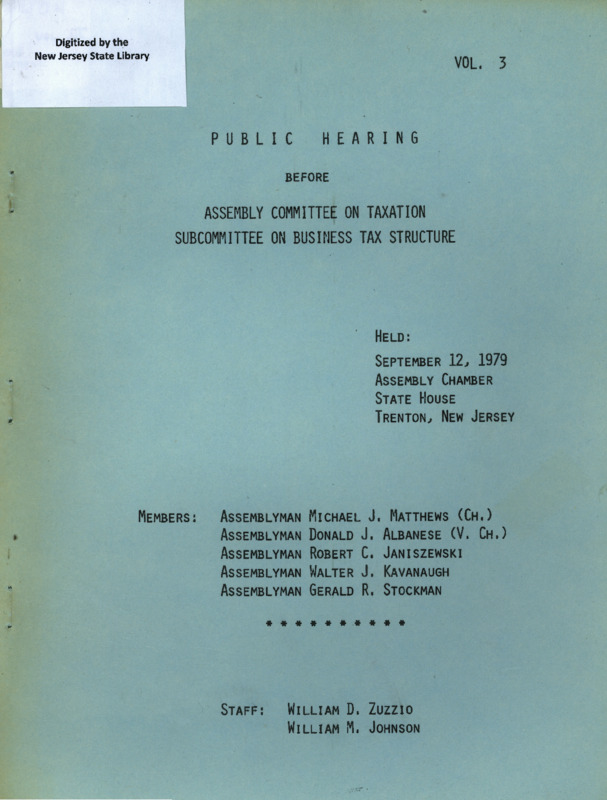 Digitized by the
New Jersey State Library
VOL. 3
PUBLIC HEARING
BEFORE
ASSEMBLY COMMITTEE ON TAXATION
SUBCOMMITTEE ON BUSINESS TAX STRUCTURE
HELD:
SEPTEMBER 12, 1979
ASSEMBLY CHAMBER
STATE HOUSE
TRENTON, NEW JERSEY
MEMBERS: ASSEMBLYMAN MICHAEL J. MATTHEWS (CH.)
ASSEMBLYMAN DONALD J. ALBANESE (V. CH.)
ASSEMBLYMAN ROBERT C. JANISZEWSKI
ASSEMBLYMAN WALTER J. KAVANAUGH
ASSEMBLYMAN GERALD R. STOCKMAN
* * * * * * * * * *
STAFF: WILLIAM D. ZUZZIO
WILLIAM M. JOHNSON